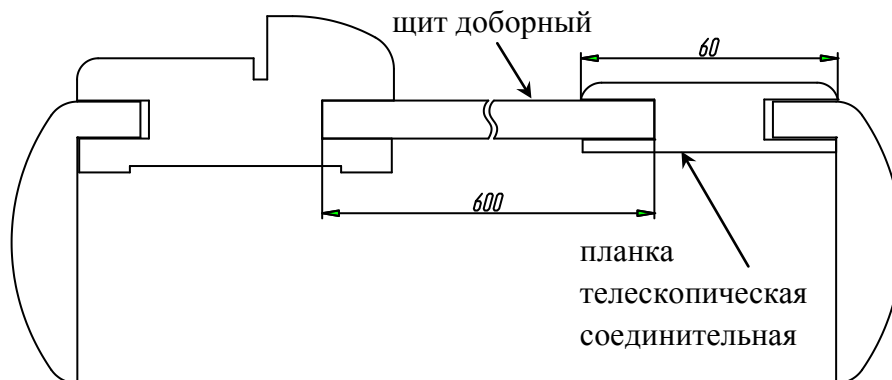 щит доборный
60
600
планка
телескопическая
соединительная